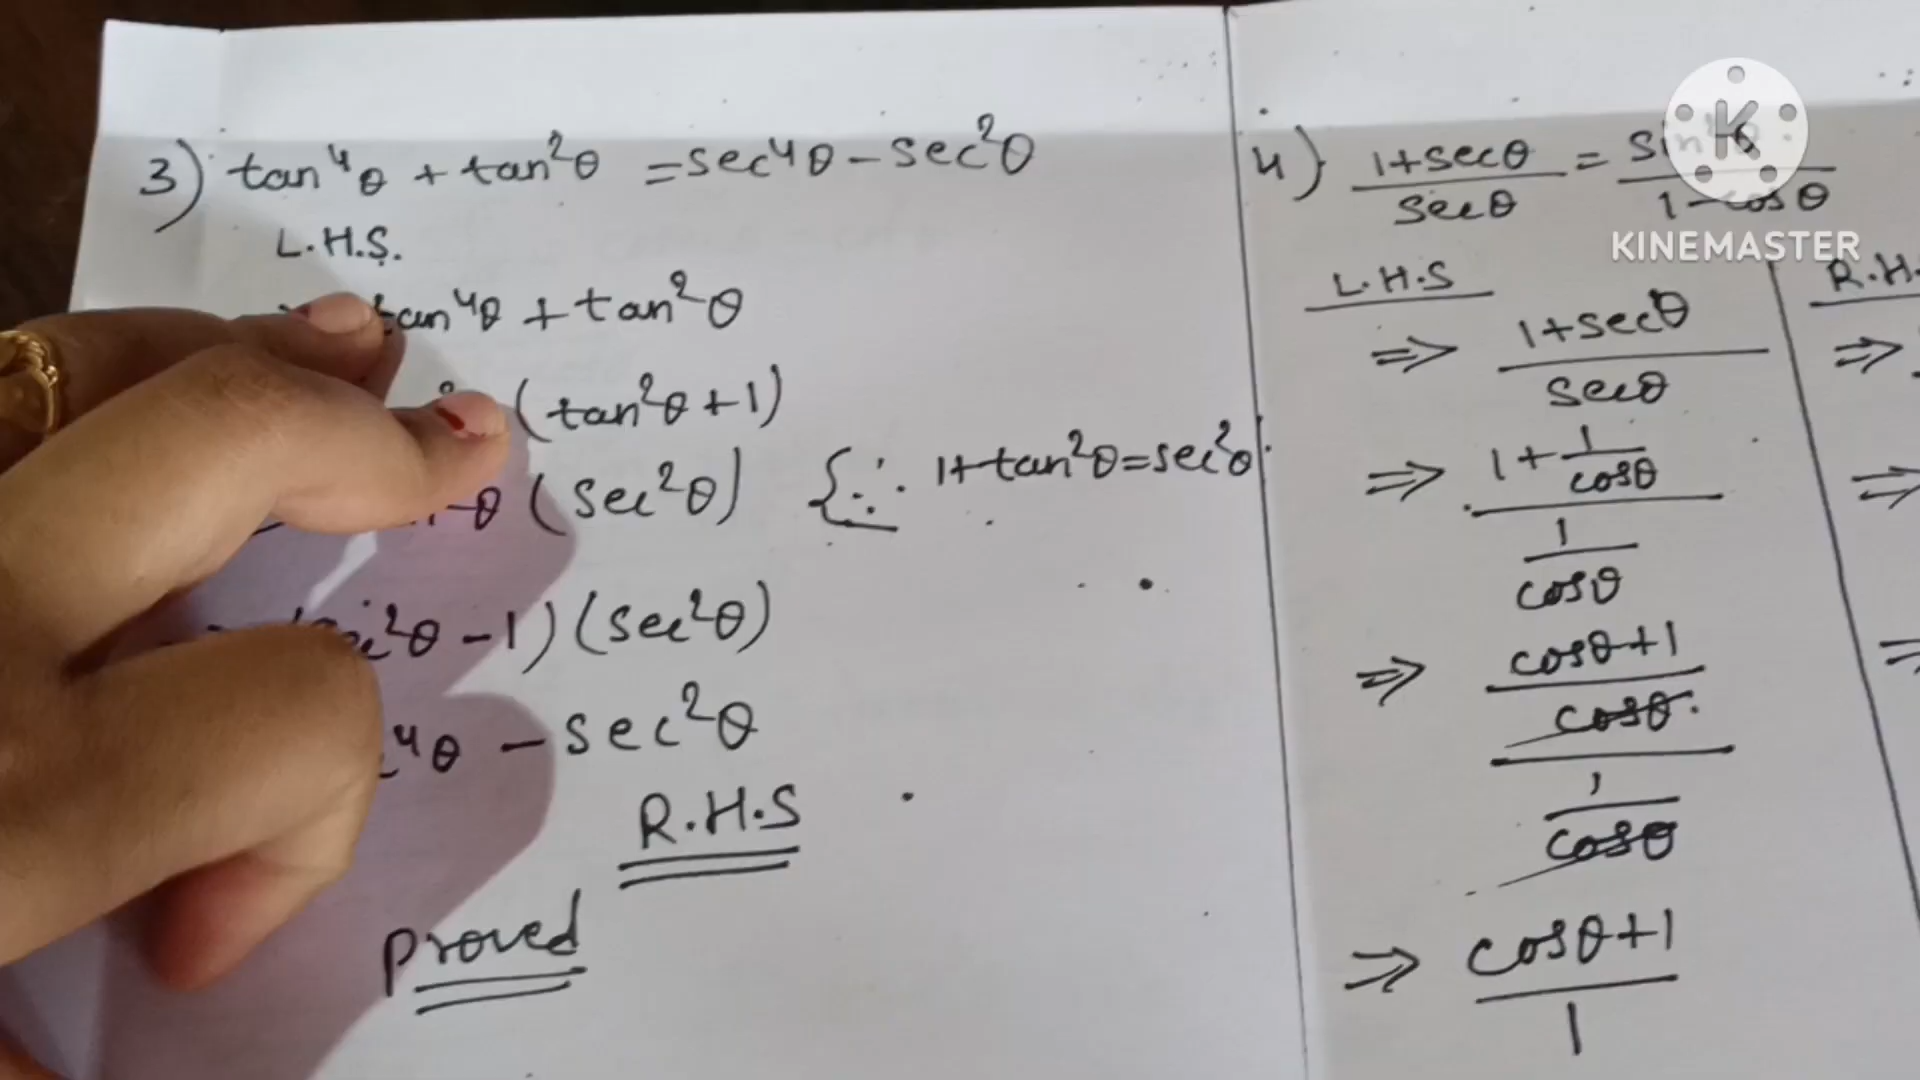 3) tan⁴θ + tan²θ = sec⁴θ - sec²θ
L.H.S.
tan⁴θ + tan²θ
(tan²θ + 1)
θ (sec²θ) {∵ 1 + tan²θ = sec²θ
²θ - 1) (sec²θ)
⁴θ - sec²θ
R.H.S
Proved
4) (1+secθ)/(secθ) = /(1-cosθ)
L.H.S
⇒ (1+secθ)/(secθ)
⇒ (1 + 1/cosθ)/(1/cosθ)
⇒ ((cosθ+1)/cosθ)/(1/cosθ)
⇒ (cosθ+1)/1
R.H.
⇒
⇒
⇒
KINEMASTER